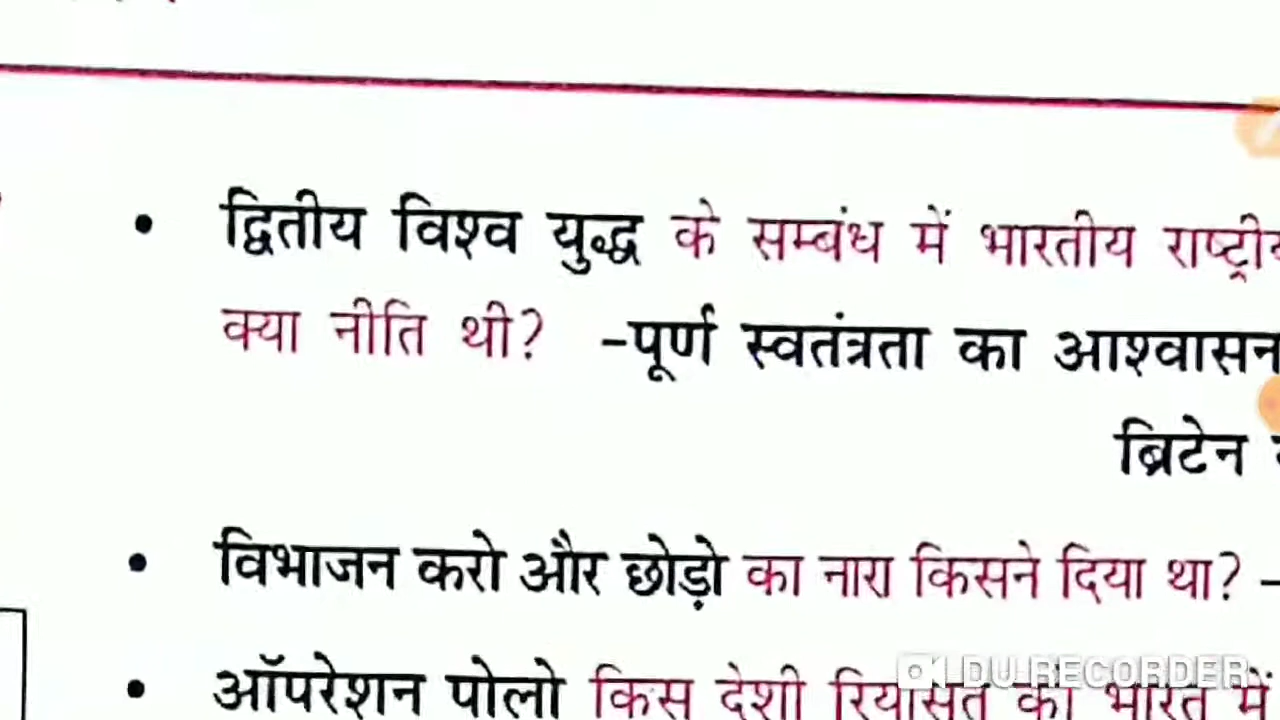 • द्वितीय विश्व युद्ध के सम्बंध में भारतीय
क्या नीति थी? -पूर्ण स्वतंत्रता का आश्वासन
ब्रिटेन
• विभाजन करो और छोड़ो का नारा किसने दिया था? -
• ऑपरेशन पोलो किस देशी रियासत को भारत में
DU RECORDER